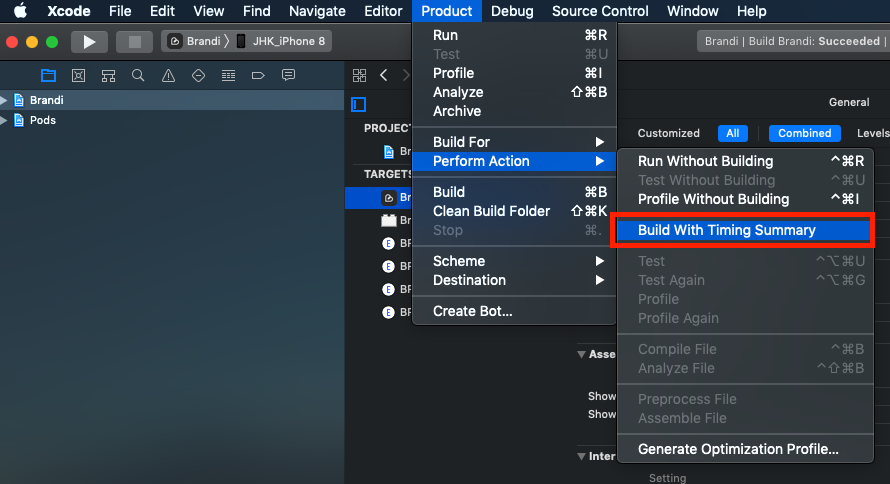 Xcode File Edit View Find Navigate Editor Product Debug Source Control Window Help
Brandi JHK_iPhone 8
Brandi | Build Brandi: Succeeded |
Brandi
Pods
General
PROJECT
Br
TARGETS
Br
Br
BR
BR
BR
BR
Customized All Combined Levels
Asse
Show
Show
Inter
Setting
Run ⌘R
Test ⌘U
Profile ⌘I
Analyze ⇧⌘B
Archive
Build For ▶
Perform Action ▶
Build ⌘B
Clean Build Folder ⇧⌘K
Stop ⌘.
Scheme ▶
Destination ▶
Create Bot...
Run Without Building ^⌘R
Test Without Building ^⌘U
Profile Without Building ^⌘I
Build With Timing Summary
Test ^⌥⌘U
Test Again ^⌥⌘G
Profile
Profile Again
Compile File ^⌘B
Analyze File ^⇧⌘B
Preprocess File
Assemble File
Generate Optimization Profile...